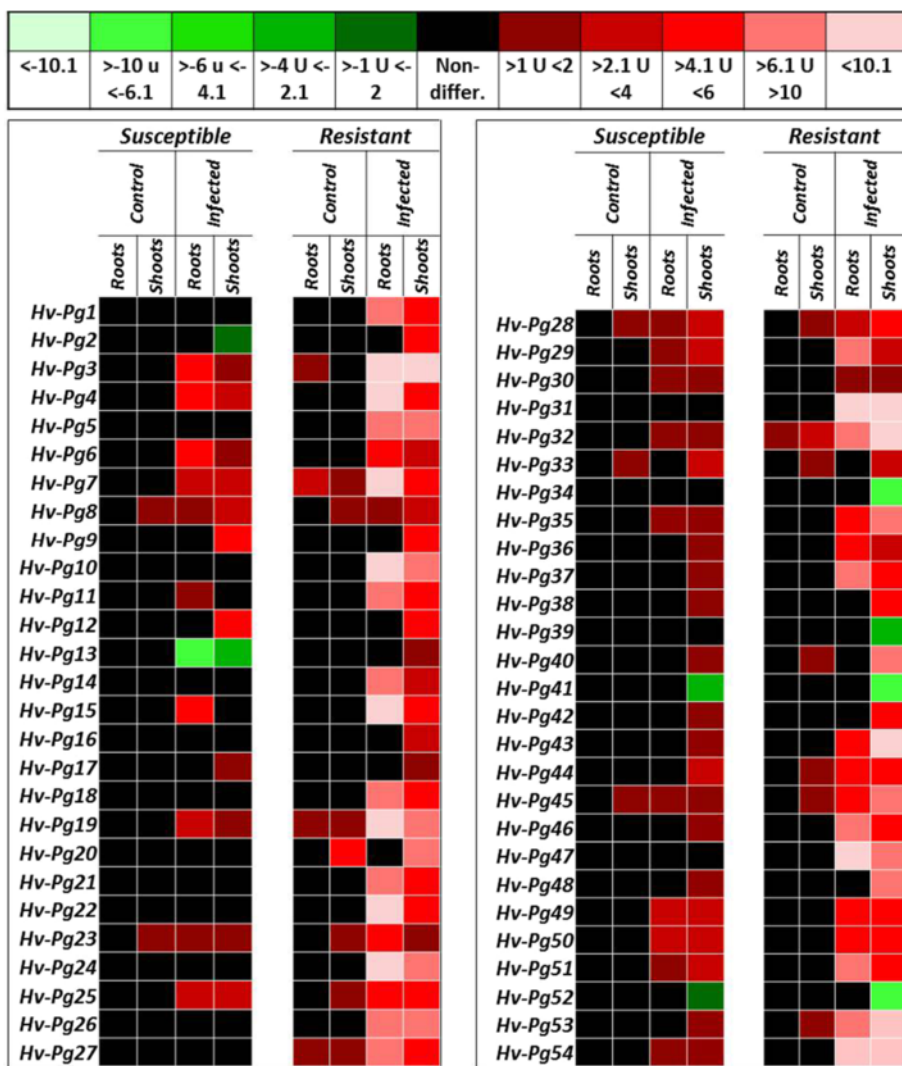 <-10.1 >-10 u >-6 u <- >-4 U <- >-1 U <- Non- >1 U <2 >2.1 U >4.1 U >6.1 U <10.1
<-6.1 4.1 2.1 2 differ. <4 <6 >10
Susceptible Resistant
Control Infected Control Infected
Roots Shoots Roots Shoots Roots Shoots Roots Shoots
Hv-Pg1
Hv-Pg2
Hv-Pg3
Hv-Pg4
Hv-Pg5
Hv-Pg6
Hv-Pg7
Hv-Pg8
Hv-Pg9
Hv-Pg10
Hv-Pg11
Hv-Pg12
Hv-Pg13
Hv-Pg14
Hv-Pg15
Hv-Pg16
Hv-Pg17
Hv-Pg18
Hv-Pg19
Hv-Pg20
Hv-Pg21
Hv-Pg22
Hv-Pg23
Hv-Pg24
Hv-Pg25
Hv-Pg26
Hv-Pg27
Susceptible Resistant
Control Infected Control Infected
Roots Shoots Roots Shoots Roots Shoots Roots Shoots
Hv-Pg28
Hv-Pg29
Hv-Pg30
Hv-Pg31
Hv-Pg32
Hv-Pg33
Hv-Pg34
Hv-Pg35
Hv-Pg36
Hv-Pg37
Hv-Pg38
Hv-Pg39
Hv-Pg40
Hv-Pg41
Hv-Pg42
Hv-Pg43
Hv-Pg44
Hv-Pg45
Hv-Pg46
Hv-Pg47
Hv-Pg48
Hv-Pg49
Hv-Pg50
Hv-Pg51
Hv-Pg52
Hv-Pg53
Hv-Pg54